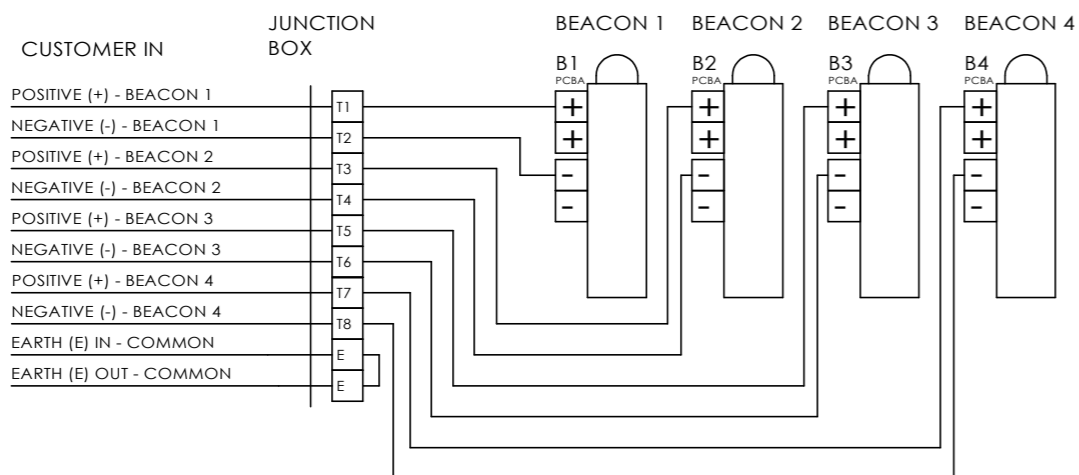 CUSTOMER IN
JUNCTION
BOX
BEACON 1
BEACON 2
BEACON 3
BEACON 4
B1
PCBA
B2
PCBA
B3
PCBA
B4
PCBA
POSITIVE (+) - BEACON 1
T1
+
+
+
+
NEGATIVE (-) - BEACON 1
T2
+
+
+
+
POSITIVE (+) - BEACON 2
T3
-
-
-
-
NEGATIVE (-) - BEACON 2
T4
-
-
-
-
POSITIVE (+) - BEACON 3
T5
NEGATIVE (-) - BEACON 3
T6
POSITIVE (+) - BEACON 4
T7
NEGATIVE (-) - BEACON 4
T8
EARTH (E) IN - COMMON
E
EARTH (E) OUT - COMMON
E